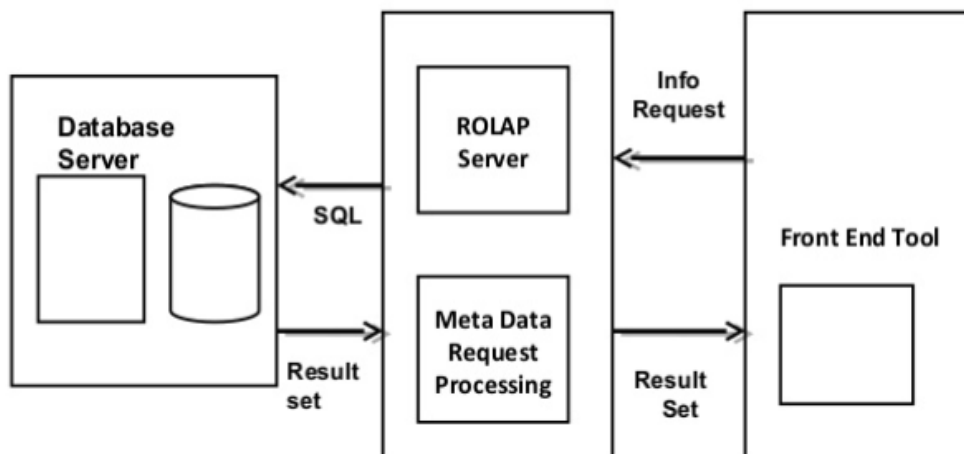 Database
Server
SQL
Result
set
ROLAP
Server
Meta Data
Request
Processing
Info
Request
Result
Set
Front End Tool